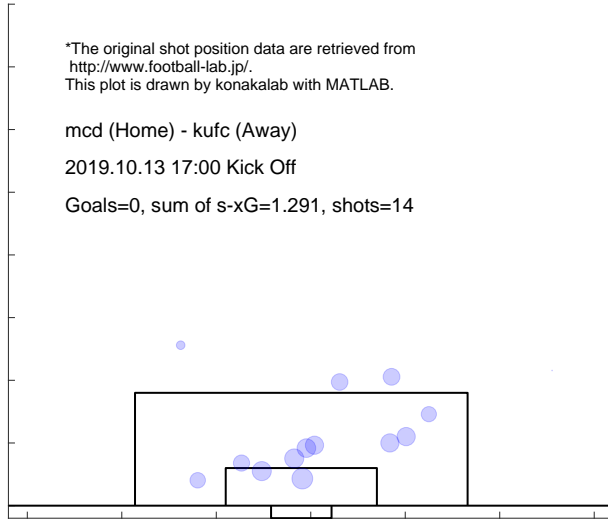 *The original shot position data are retrieved from
http://www.football-lab.jp/.
This plot is drawn by konakalab with MATLAB.
mcd (Home) - kufc (Away)
2019.10.13 17:00 Kick Off
Goals=0, sum of s-xG=1.291, shots=14